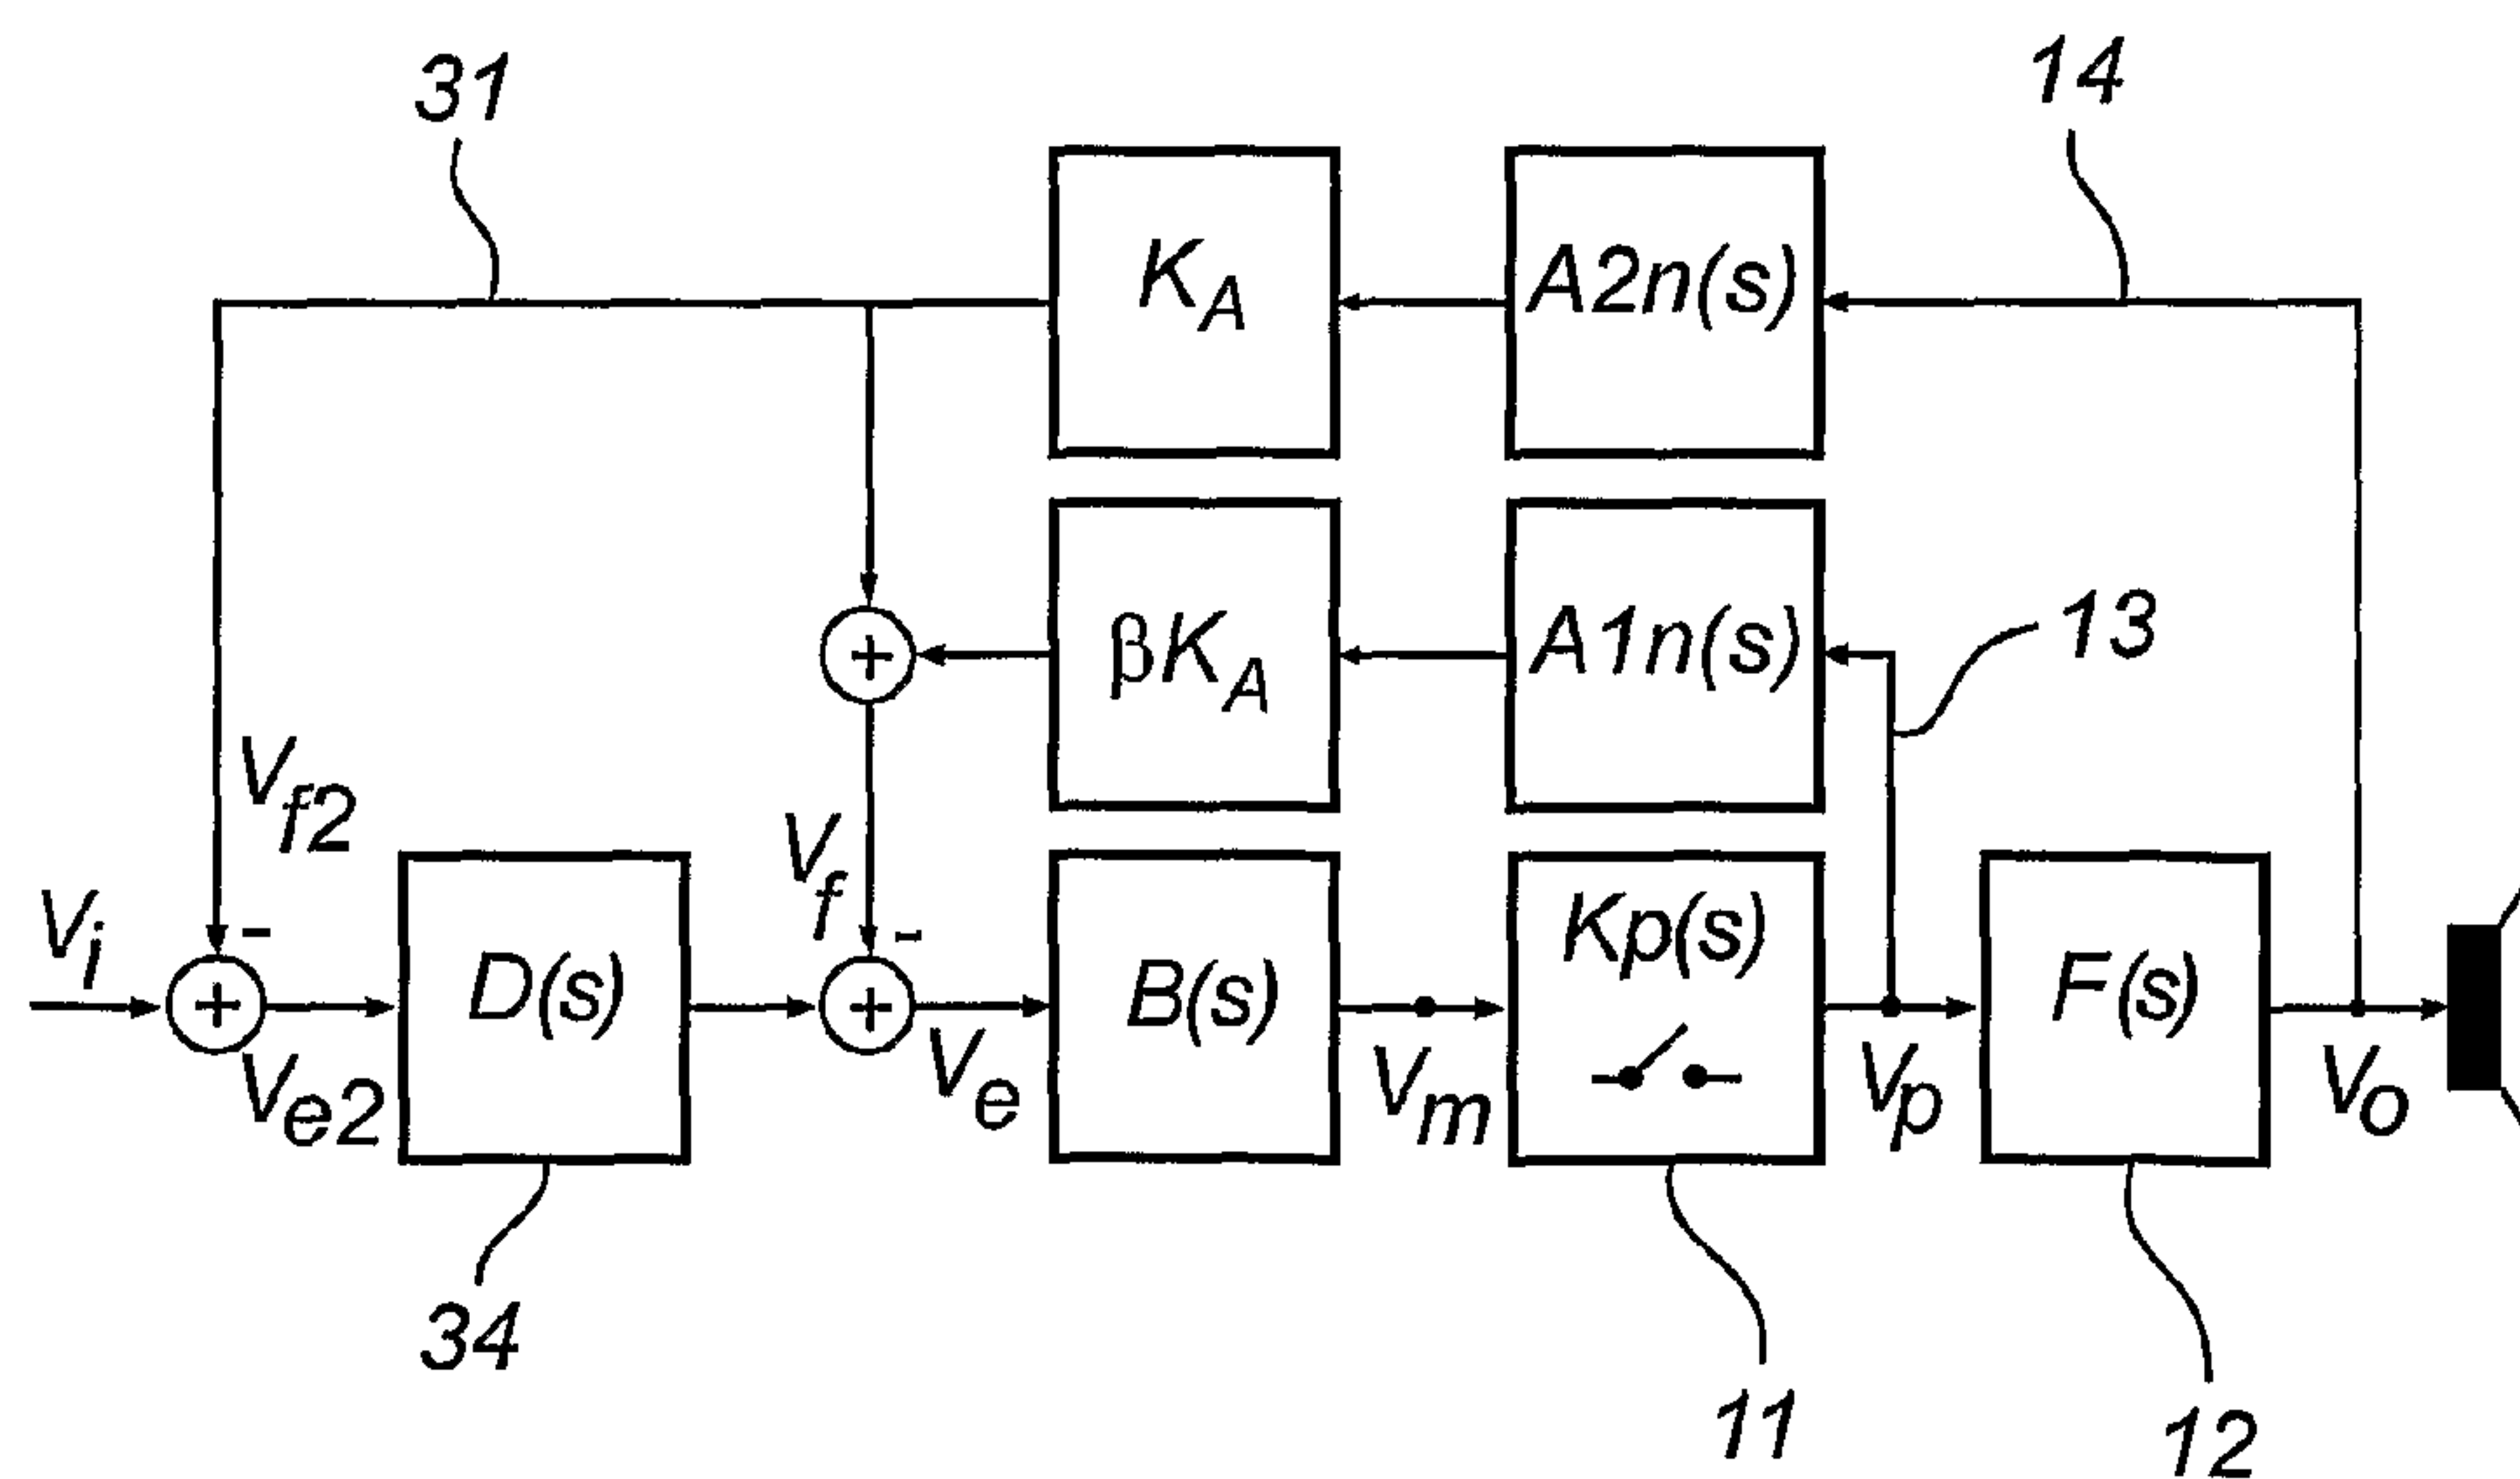 31
14
K_A
A2n(s)
βK_A
A1n(s)
13
V_f2
V_f
V_i
-
-
+
+
+
D(s)
B(s)
Kp(s)
F(s)
V_e2
V_e
V_m
V_p
V_o
34
11
12